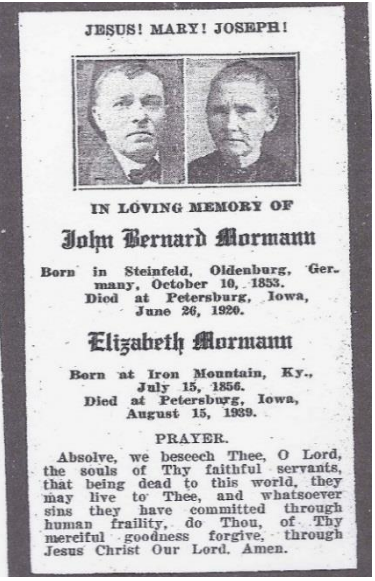 JESUS! MARY! JOSEPH!
IN LOVING MEMORY OF
John Bernard Mormann
Born in Steinfeld, Oldenburg, Ger-
many, October 10, 1853.
Died at Petersburg, Iowa,
June 26, 1920.
Elizabeth Mormann
Born at Iron Mountain, Ky.,
July 15, 1856.
Died at Petersburg, Iowa,
August 15, 1939.
PRAYER.
Absolve, we beseech Thee, O Lord,
the souls of Thy faithful servants,
that being dead to this world, they
may live to Thee, and whatsoever
sins they have committed through
human fraility, do Thou, of Thy
merciful goodness forgive, through
Jesus Christ Our Lord. Amen.